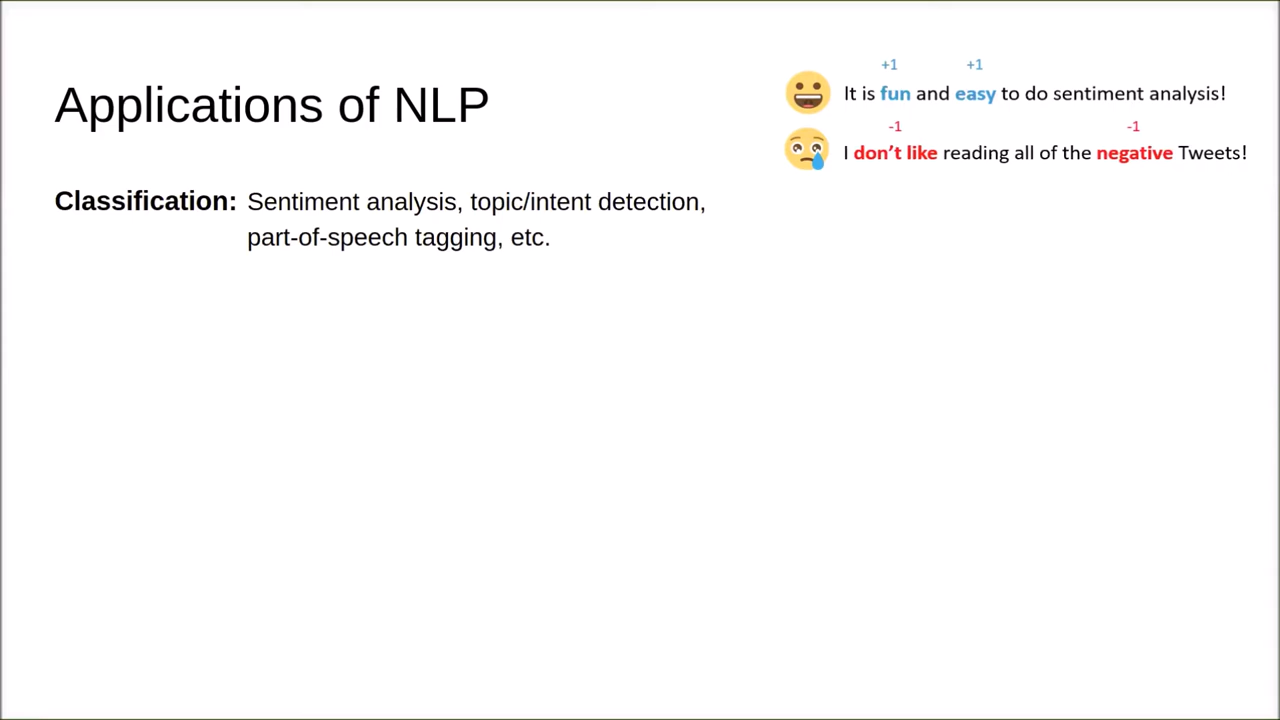 Applications of NLP
+1 +1
It is fun and easy to do sentiment analysis!
-1 -1
I don’t like reading all of the negative Tweets!
Classification: Sentiment analysis, topic/intent detection,
part-of-speech tagging, etc.